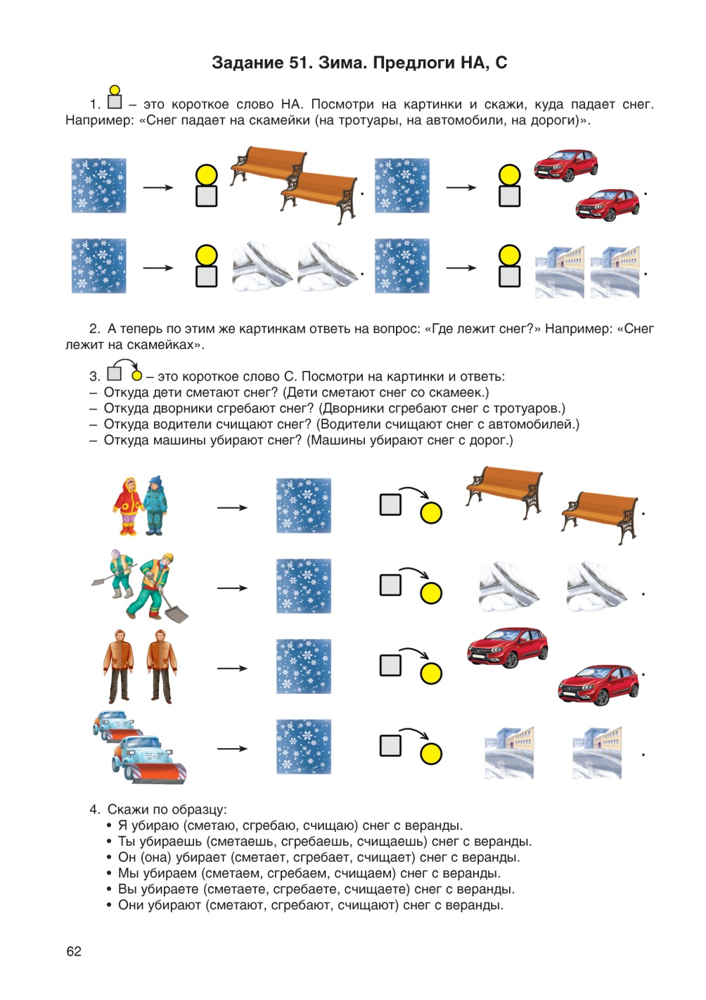 Задание 51. Зима. Предлоги НА, С
1. – это короткое слово НА. Посмотри на картинки и скажи, куда падает снег.
Например: «Снег падает на скамейки (на тротуары, на автомобили, на дороги)».
.
.
.
.
2. А теперь по этим же картинкам ответь на вопрос: «Где лежит снег?» Например: «Снег
лежит на скамейках».
3. – это короткое слово С. Посмотри на картинки и ответь:
– Откуда дети сметают снег? (Дети сметают снег со скамеек.)
– Откуда дворники сгребают снег? (Дворники сгребают снег с тротуаров.)
– Откуда водители счищают снег? (Водители счищают снег с автомобилей.)
– Откуда машины убирают снег? (Машины убирают снег с дорог.)
.
.
.
.
4. Скажи по образцу:
• Я убираю (сметаю, сгребаю, счищаю) снег с веранды.
• Ты убираешь (сметаешь, сгребаешь, счищаешь) снег с веранды.
• Он (она) убирает (сметает, сгребает, счищает) снег с веранды.
• Мы убираем (сметаем, сгребаем, счищаем) снег с веранды.
• Вы убираете (сметаете, сгребаете, счищаете) снег с веранды.
• Они убирают (сметают, сгребают, счищают) снег с веранды.
62